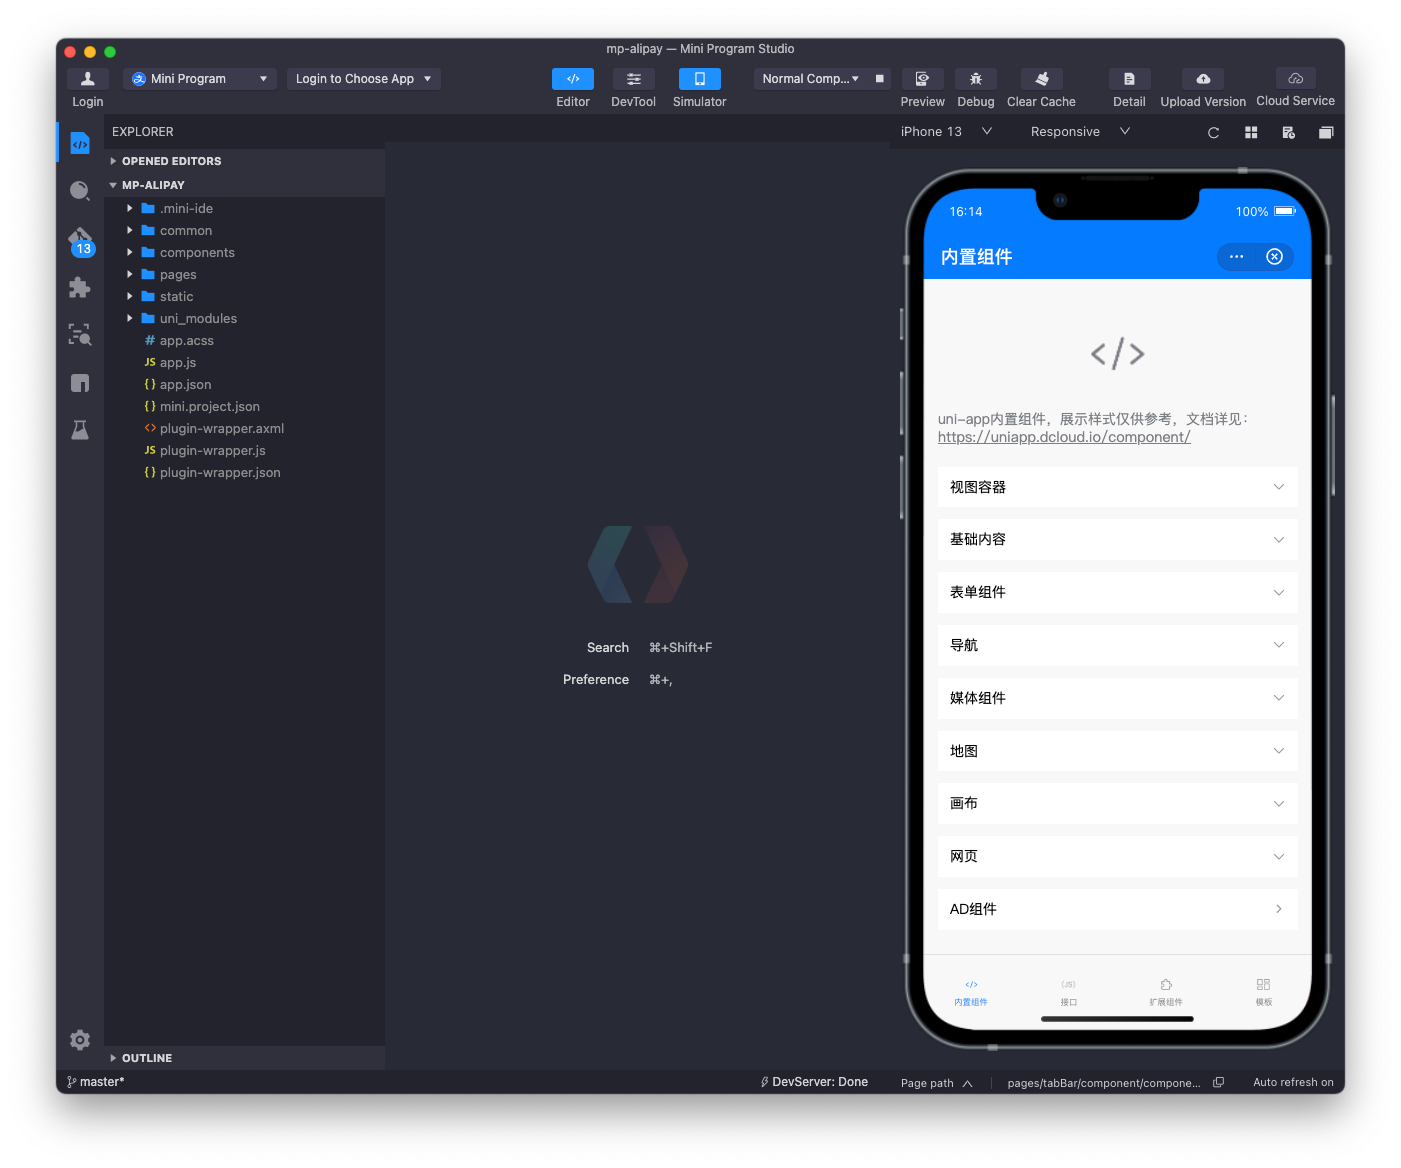 mp-alipay — Mini Program Studio
Mini Program
Login to Choose App
Normal Comp...
Login
Editor
DevTool
Simulator
Preview
Debug
Clear Cache
Detail
Upload Version
Cloud Service
EXPLORER
iPhone 13
Responsive
OPENED EDITORS
MP-ALIPAY
.mini-ide
common
components
pages
static
uni_modules
# app.acss
JS app.js
{} app.json
{} mini.project.json
<> plugin-wrapper.axml
JS plugin-wrapper.js
{} plugin-wrapper.json
13
Search ⌘+Shift+F
Preference ⌘+,
16:14
100%
内置组件
</>
uni-app内置组件，展示样式仅供参考，文档详见：
https://uniapp.dcloud.io/component/
视图容器
基础内容
表单组件
导航
媒体组件
地图
画布
网页
AD组件
</>
(JS)
内置组件
接口
扩展组件
模板
OUTLINE
master*
DevServer: Done
Page path
pages/tabBar/component/compone...
Auto refresh on